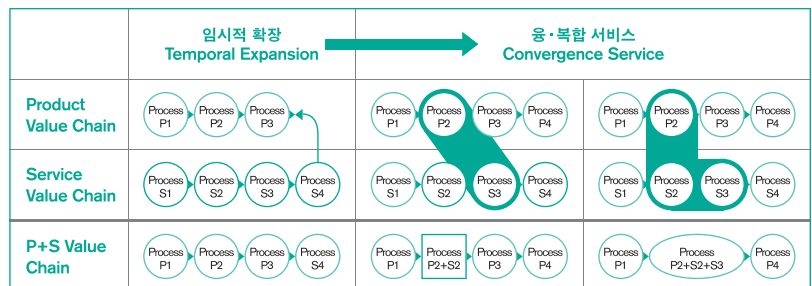 임시적 확장
Temporal Expansion
융·복합 서비스
Convergence Service
Product
Value Chain
Process
P1
Process
P2
Process
P3
Process
P1
Process
P2
Process
P3
Process
P4
Process
P1
Process
P2
Process
P3
Process
P4
Service
Value Chain
Process
S1
Process
S2
Process
S3
Process
S4
Process
S1
Process
S2
Process
S3
Process
S4
Process
S1
Process
S2
Process
S3
Process
S4
P+S Value
Chain
Process
P1
Process
P2
Process
P3
Process
S4
Process
P1
Process
P2+S2
Process
P3
Process
P4
Process
P1
Process
P2+S2+S3
Process
P4